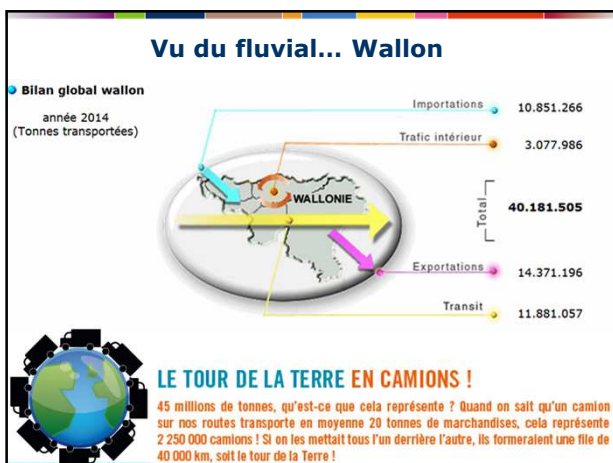 Vu du fluvial... Wallon
Bilan global wallon
année 2014
(Tonnes transportées)
Importations 10.851.266
Trafic intérieur 3.077.986
WALLONIE
Total 40.181.505
Exportations 14.371.196
Transit 11.881.057
LE TOUR DE LA TERRE EN CAMIONS !
45 millions de tonnes, qu'est-ce que cela représente ? Quand on sait qu'un camion
sur nos routes transporte en moyenne 20 tonnes de marchandises, cela représente
2 250 000 camions ! Si on les mettait tous l'un derrière l'autre, ils formeraient une file de
40 000 km, soit le tour de la Terre !